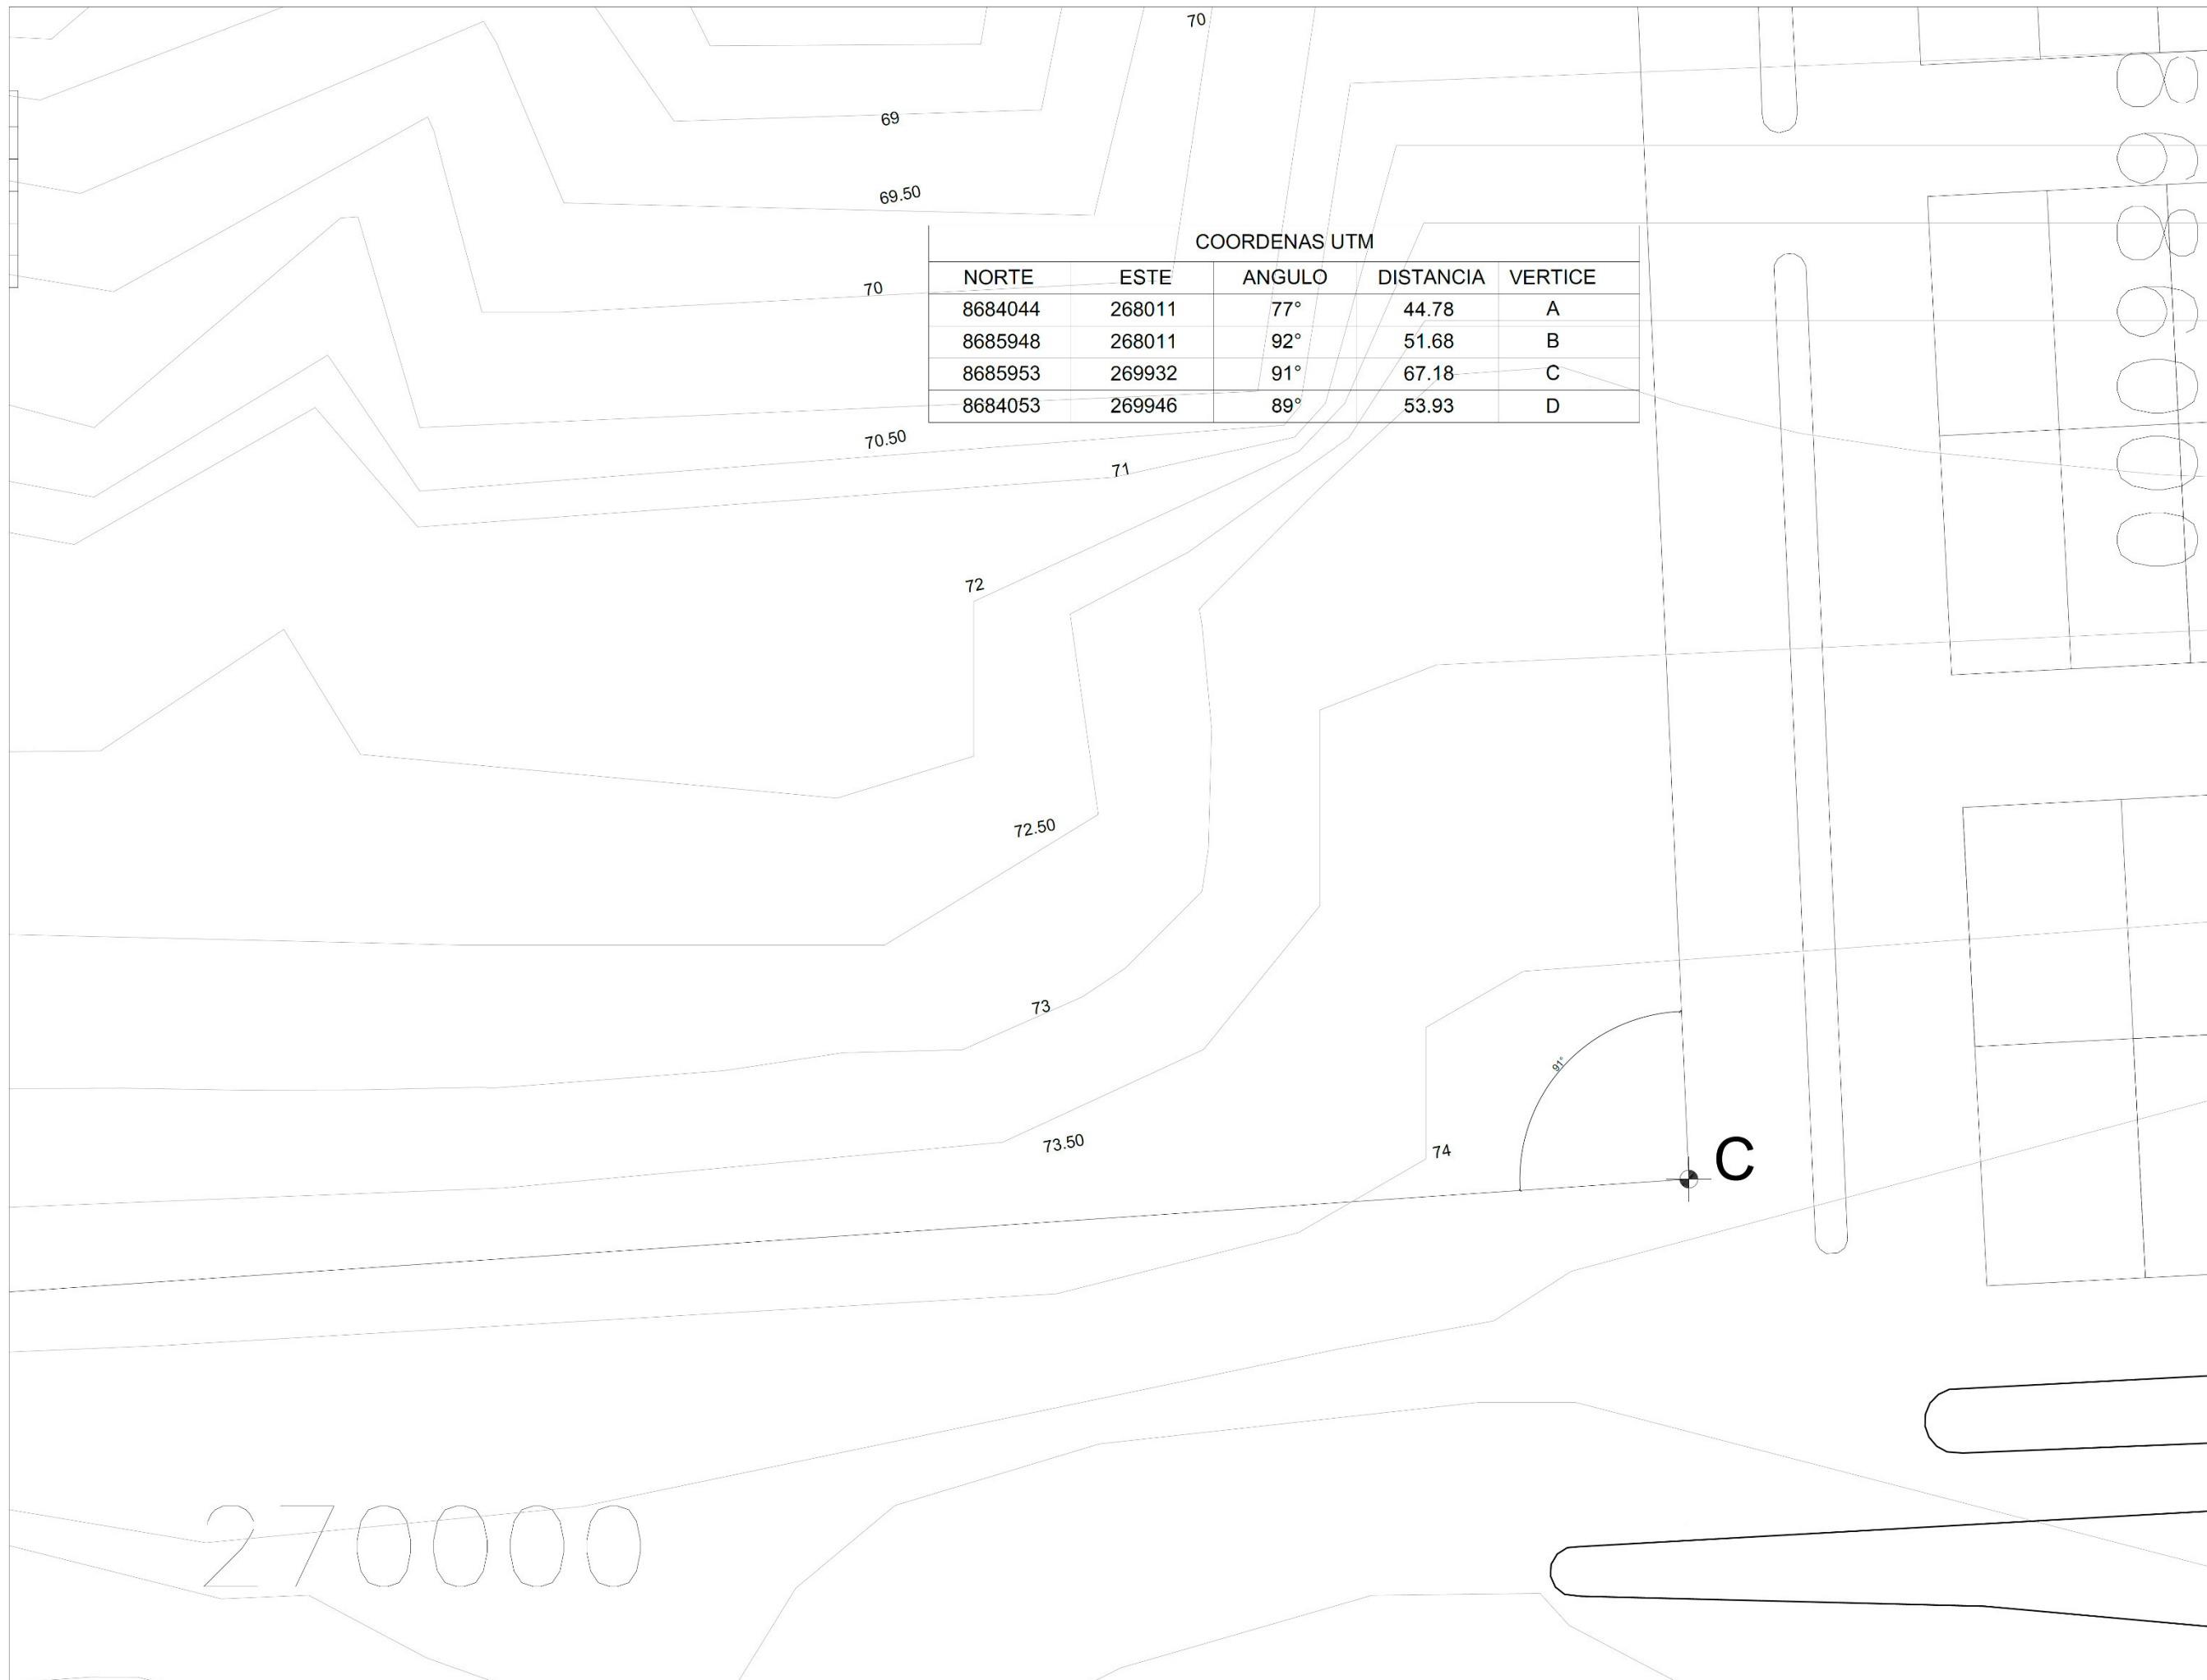 70
69
69.50
COORDENAS UTM
NORTE ESTE ANGULO DISTANCIA VERTICE
8684044 268011 77° 44.78 A
8685948 268011 92° 51.68 B
8685953 269932 91° 67.18 C
8684053 269946 89° 53.93 D
70
70.50
71
72
72.50
73
73.50
74
91°
C
8686000
270000